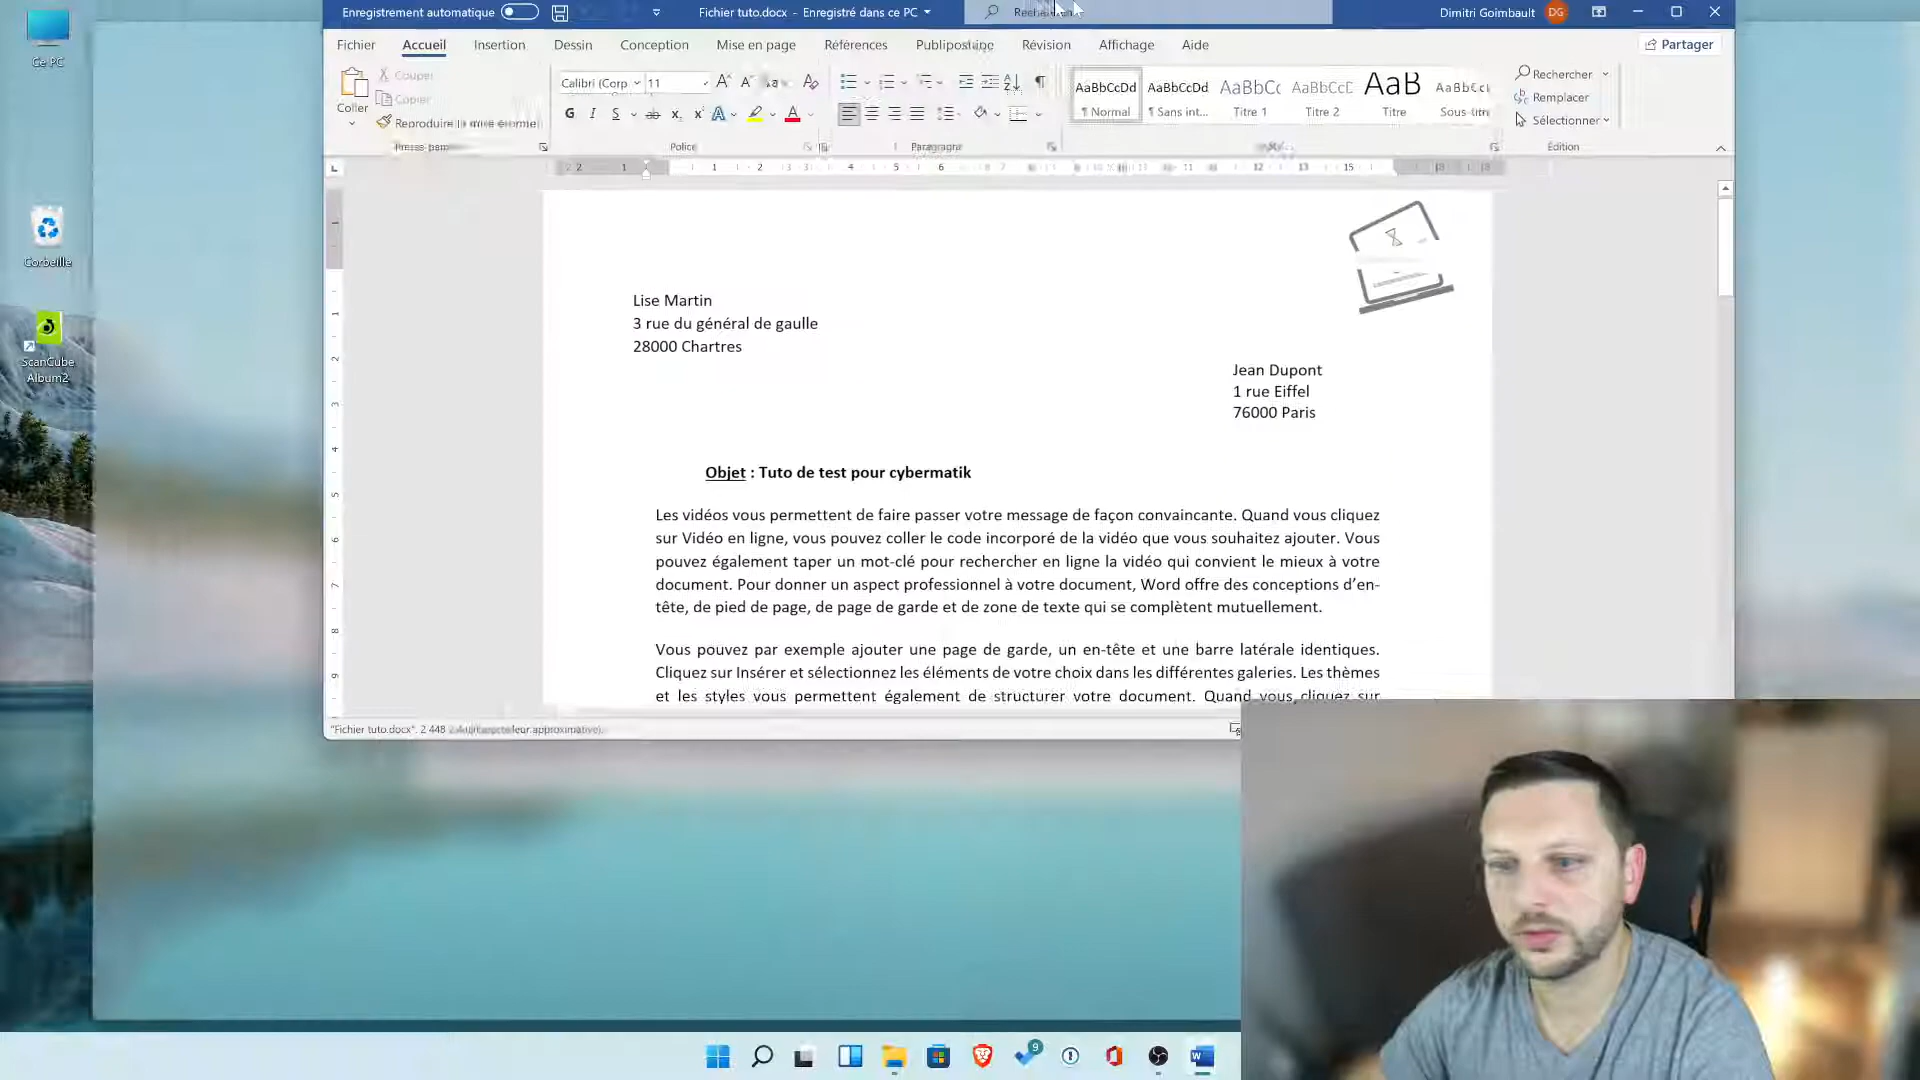 Ce PC
Corbeille
ScanCube
Album2
Enregistrement automatique
Fichier tuto.docx - Enregistré dans ce PC
Dimitri Goimbault
DG
Fichier
Accueil
Insertion
Dessin
Conception
Mise en page
Références
Publipostage
Révision
Affichage
Aide
Partager
Coller
Couper
Copier
Reproduire la mise en
Calibri (Corp
11
G I S ab x x A A
Police
Paragraphe
AaBbCcDd
¶ Normal
AaBbCcDd
¶ Sans int...
AaBbCc
Titre 1
AaBbCcD
Titre 2
AaB
Titre
AaBbCc
Sous-titre
Rechercher
Remplacer
Sélectionner
Édition
Lise Martin
3 rue du général de gaulle
28000 Chartres
Jean Dupont
1 rue Eiffel
76000 Paris
Objet : Tuto de test pour cybermatik
Les vidéos vous permettent de faire passer votre message de façon convaincante. Quand vous cliquez
sur Vidéo en ligne, vous pouvez coller le code incorporé de la vidéo que vous souhaitez ajouter. Vous
pouvez également taper un mot-clé pour rechercher en ligne la vidéo qui convient le mieux à votre
document. Pour donner un aspect professionnel à votre document, Word offre des conceptions d’en-
tête, de pied de page, de page de garde et de zone de texte qui se complètent mutuellement.
Vous pouvez par exemple ajouter une page de garde, un en-tête et une barre latérale identiques.
Cliquez sur Insérer et sélectionnez les éléments de votre choix dans les différentes galeries. Les thèmes
et les styles vous permettent également de structurer votre document. Quand vous cliquez sur
"Fichier tuto.docx". 2 448 approximative).
9